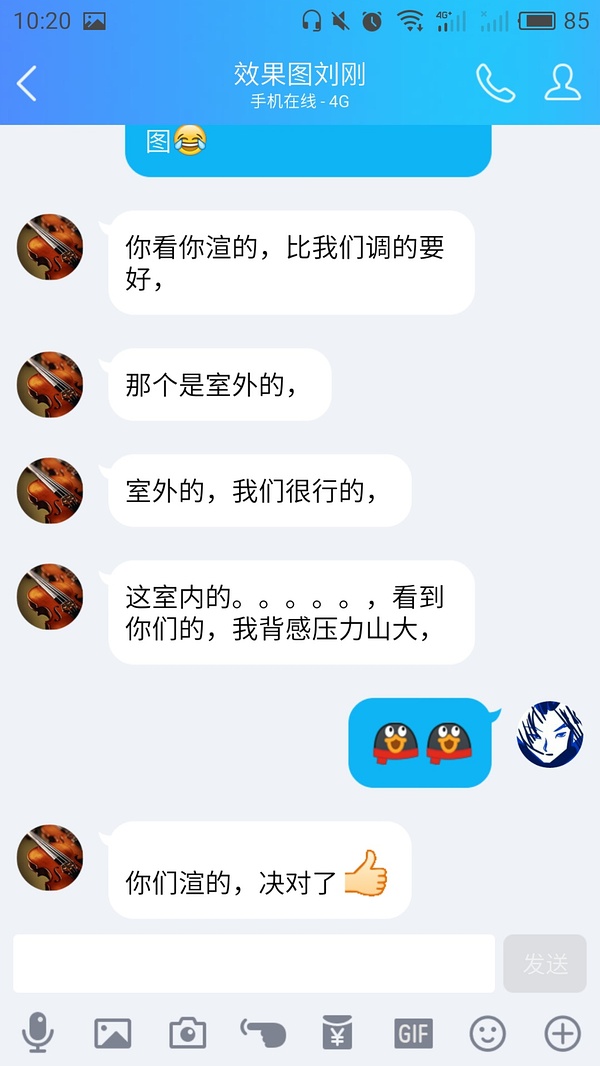 10:20
4G+
85
效果图刘刚
手机在线 - 4G
图
你看你渲的，比我们调的要
好，
那个是室外的，
室外的，我们很行的，
这室内的。。。。。，看到
你们的，我背感压力山大，
你们渲的，决对了
发送
GIF